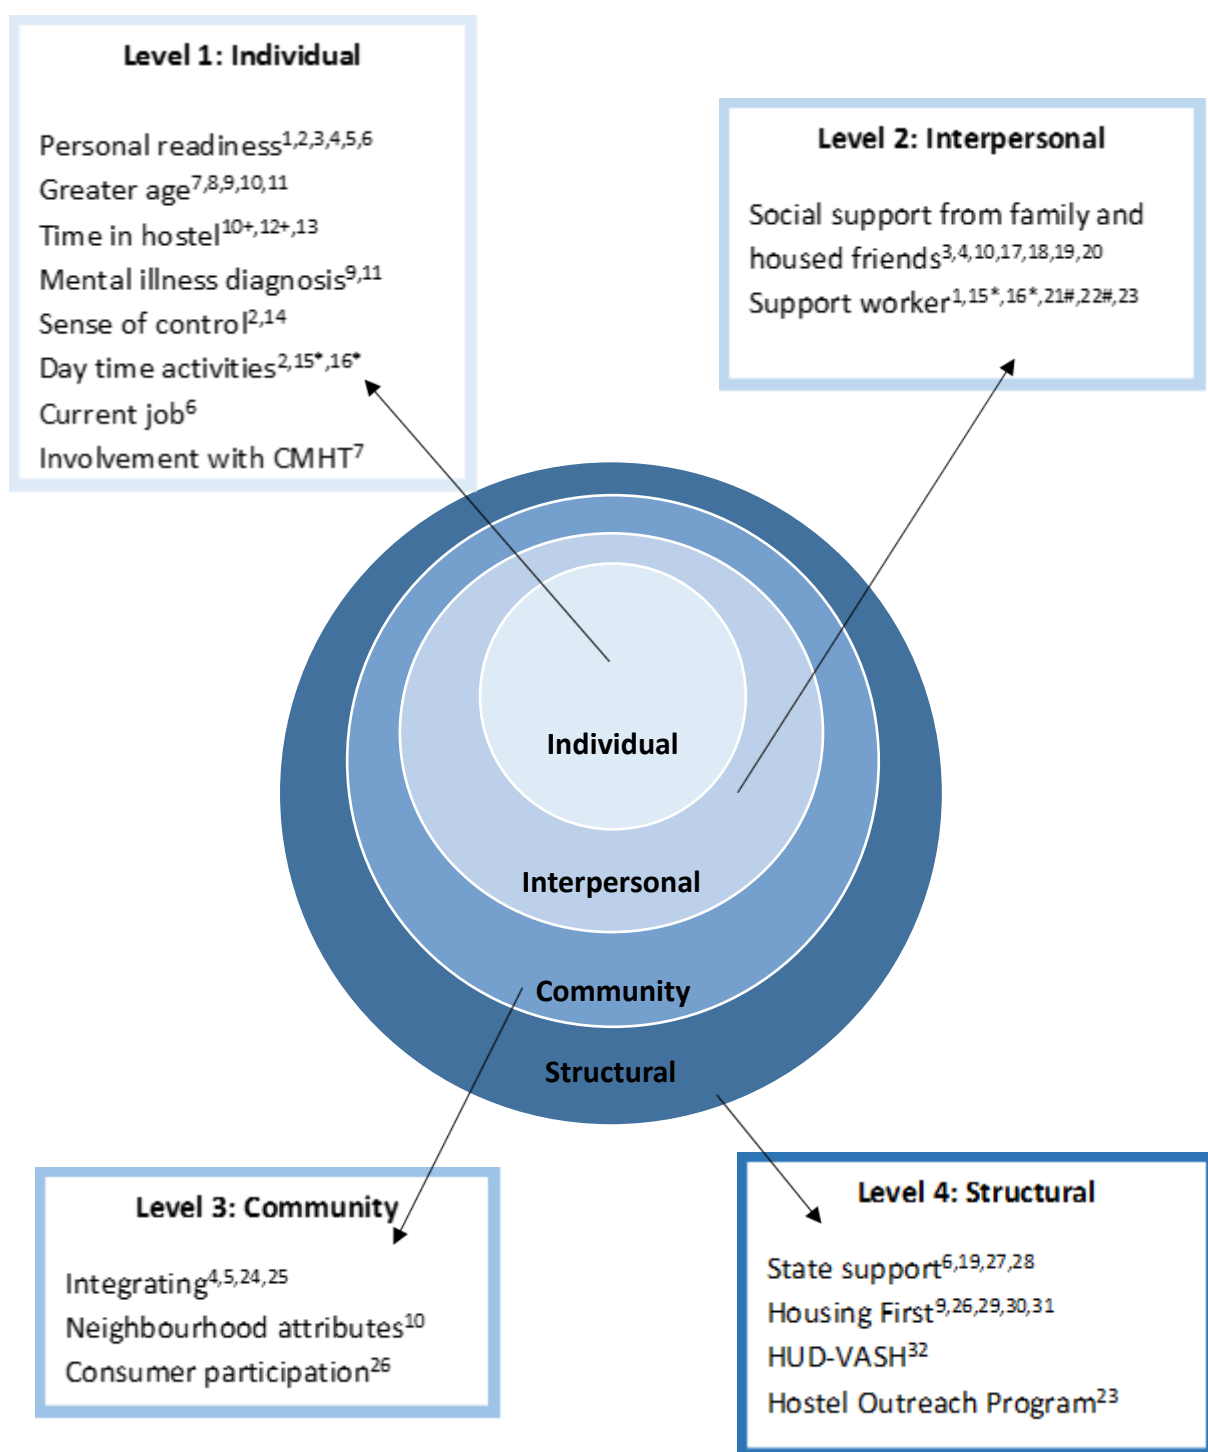 Level 1: Individual
Personal readiness1,2,3,4,5,6
Greater age7,8,9,10,11
Time in hostel10+,12+,13
Mental illness diagnosis9,11
Sense of control2,14
Day time activities2,15*,16*
Current job6
Involvement with CMHT7
Level 2: Interpersonal
Social support from family and
housed friends3,4,10,17,18,19,20
Support worker1,15*,16*,21#,22#,23
Individual
Interpersonal
Community
Structural
Level 3: Community
Integrating4,5,24,25
Neighbourhood attributes10
Consumer participation26
Level 4: Structural
State support6,19,27,28
Housing First9,26,29,30,31
HUD-VASH32
Hostel Outreach Program23